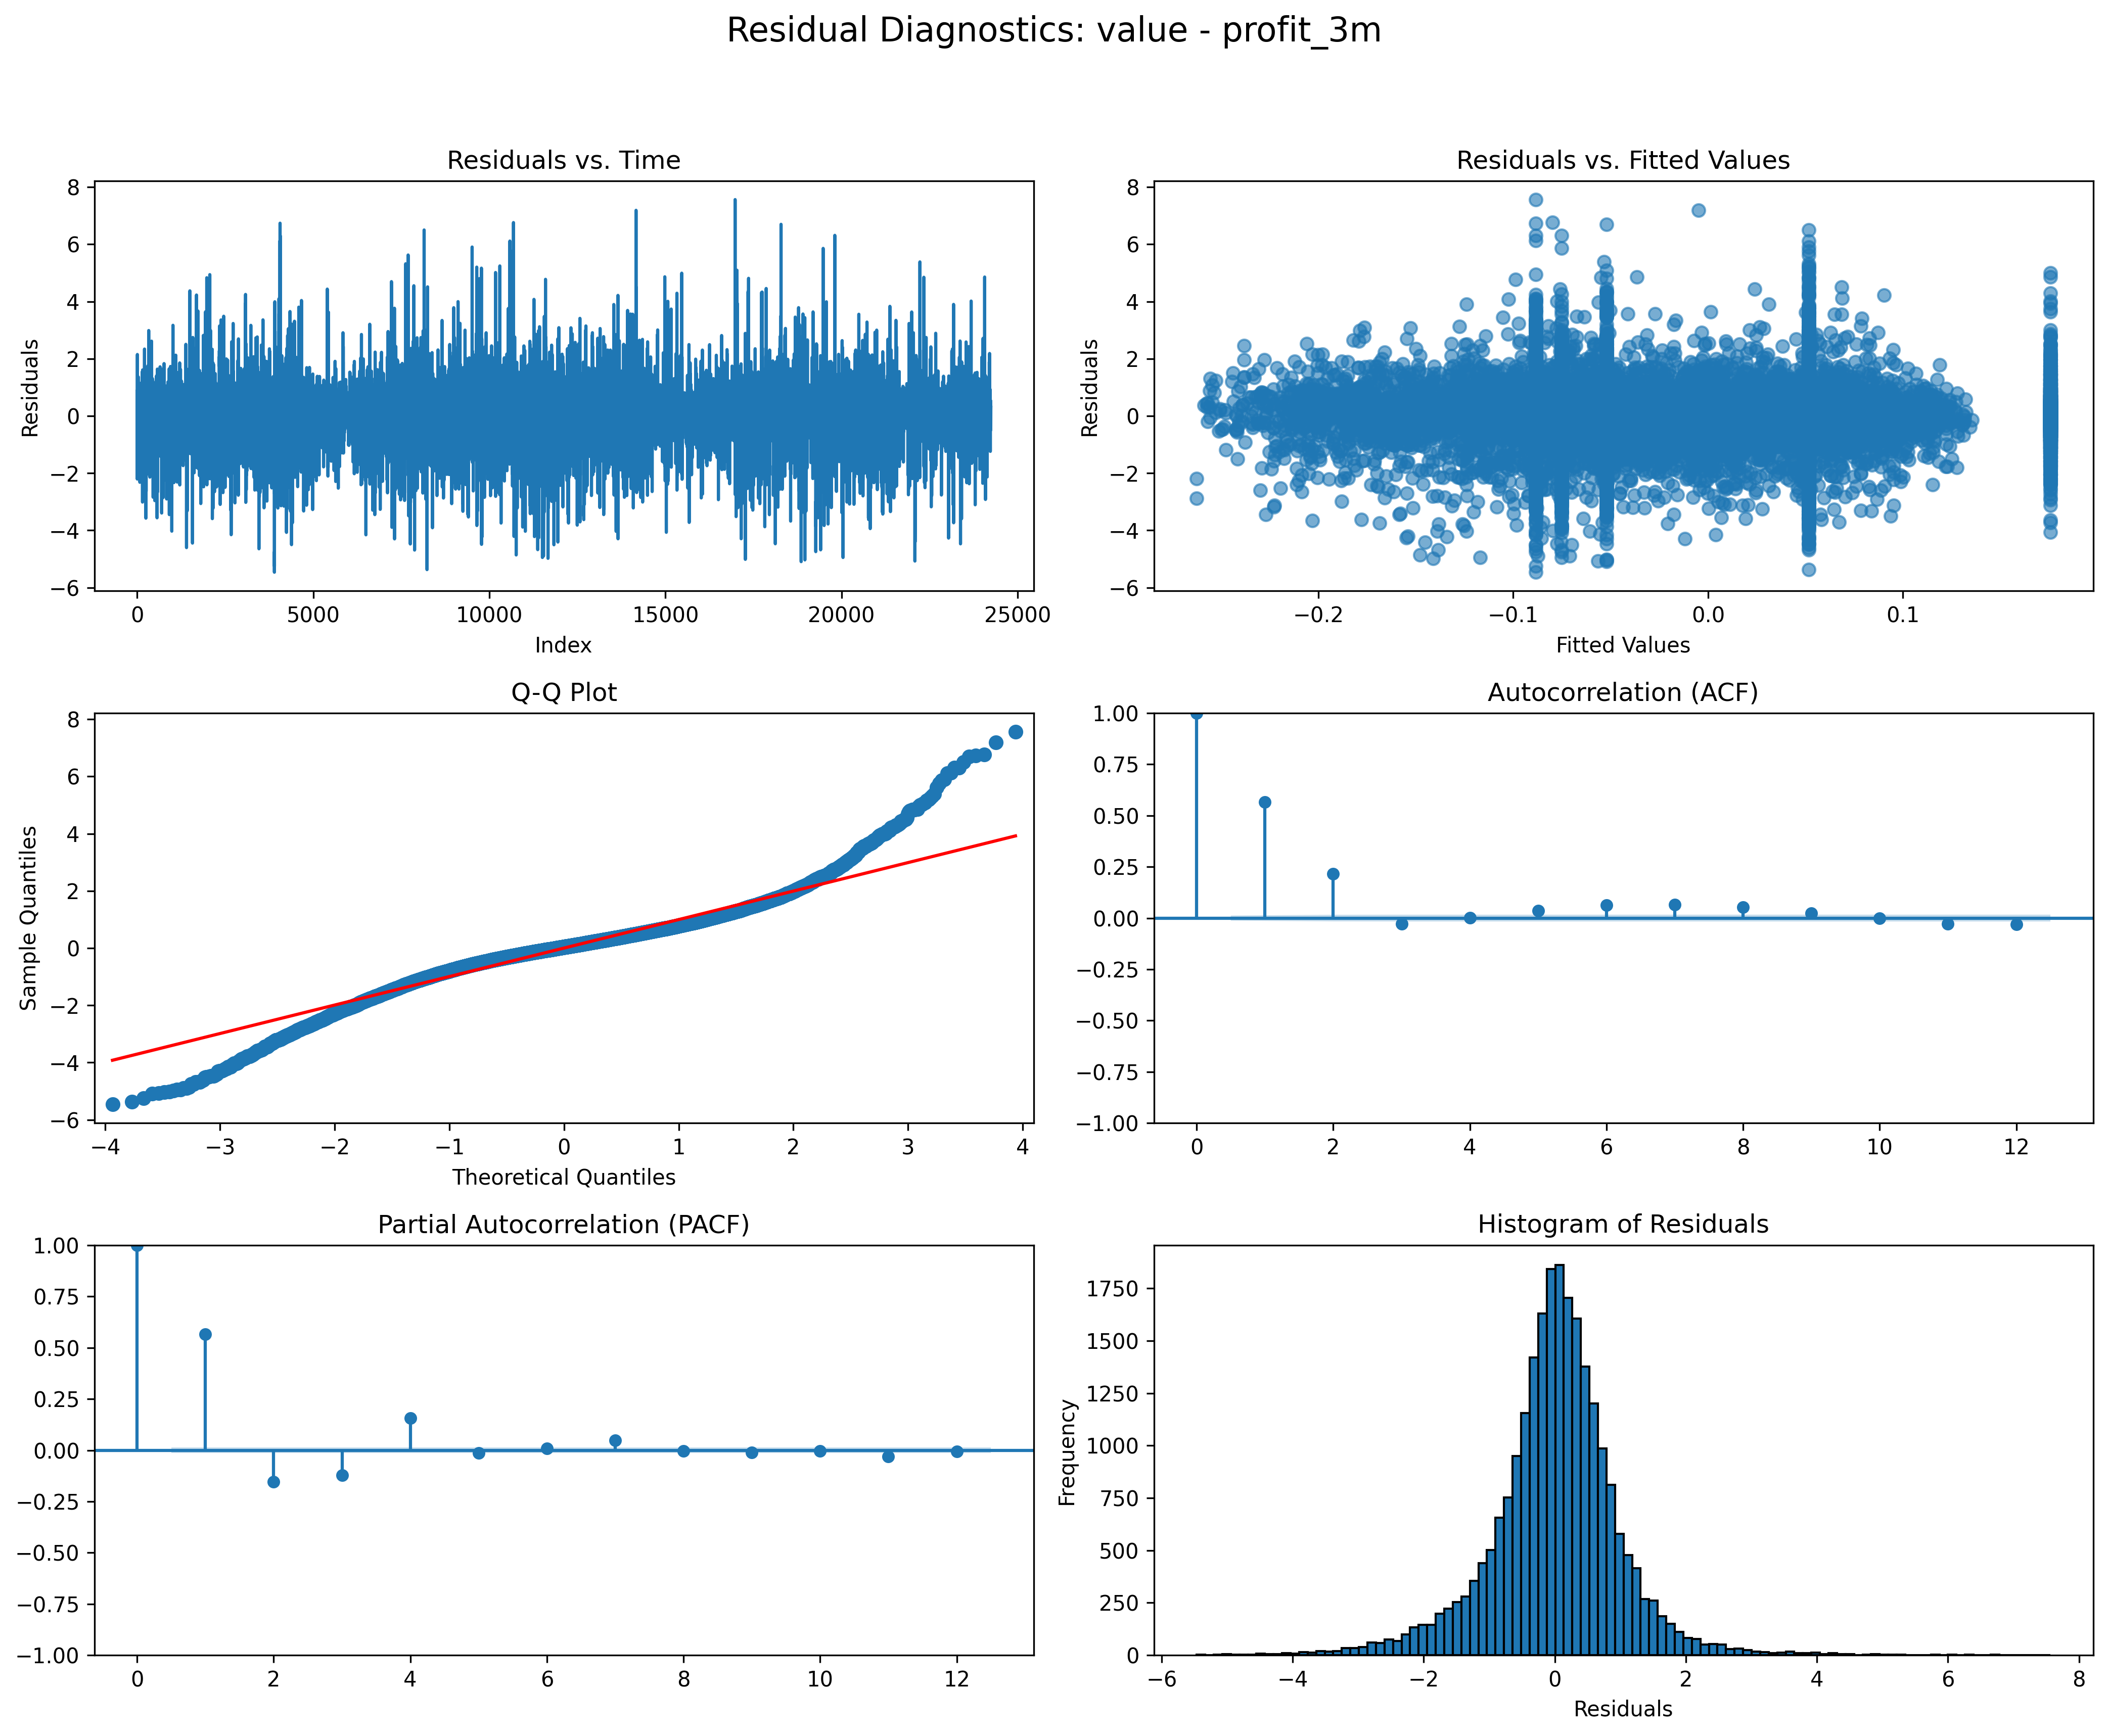 Residual Diagnostics: value - profit_3m
Residuals vs. Time
8
6
4
2
0
−2
−4
−6
Residuals
0 5000 10000 15000 20000 25000
Index
Residuals vs. Fitted Values
8
6
4
2
0
−2
−4
−6
Residuals
−0.2 −0.1 0.0 0.1
Fitted Values
Q-Q Plot
8
6
4
2
0
−2
−4
−6
Sample Quantiles
−4 −3 −2 −1 0 1 2 3 4
Theoretical Quantiles
Autocorrelation (ACF)
1.00
0.75
0.50
0.25
0.00
−0.25
−0.50
−0.75
−1.00
0 2 4 6 8 10 12
Partial Autocorrelation (PACF)
1.00
0.75
0.50
0.25
0.00
−0.25
−0.50
−0.75
−1.00
0 2 4 6 8 10 12
Histogram of Residuals
1750
1500
1250
1000
750
500
250
0
Frequency
−6 −4 −2 0 2 4 6 8
Residuals